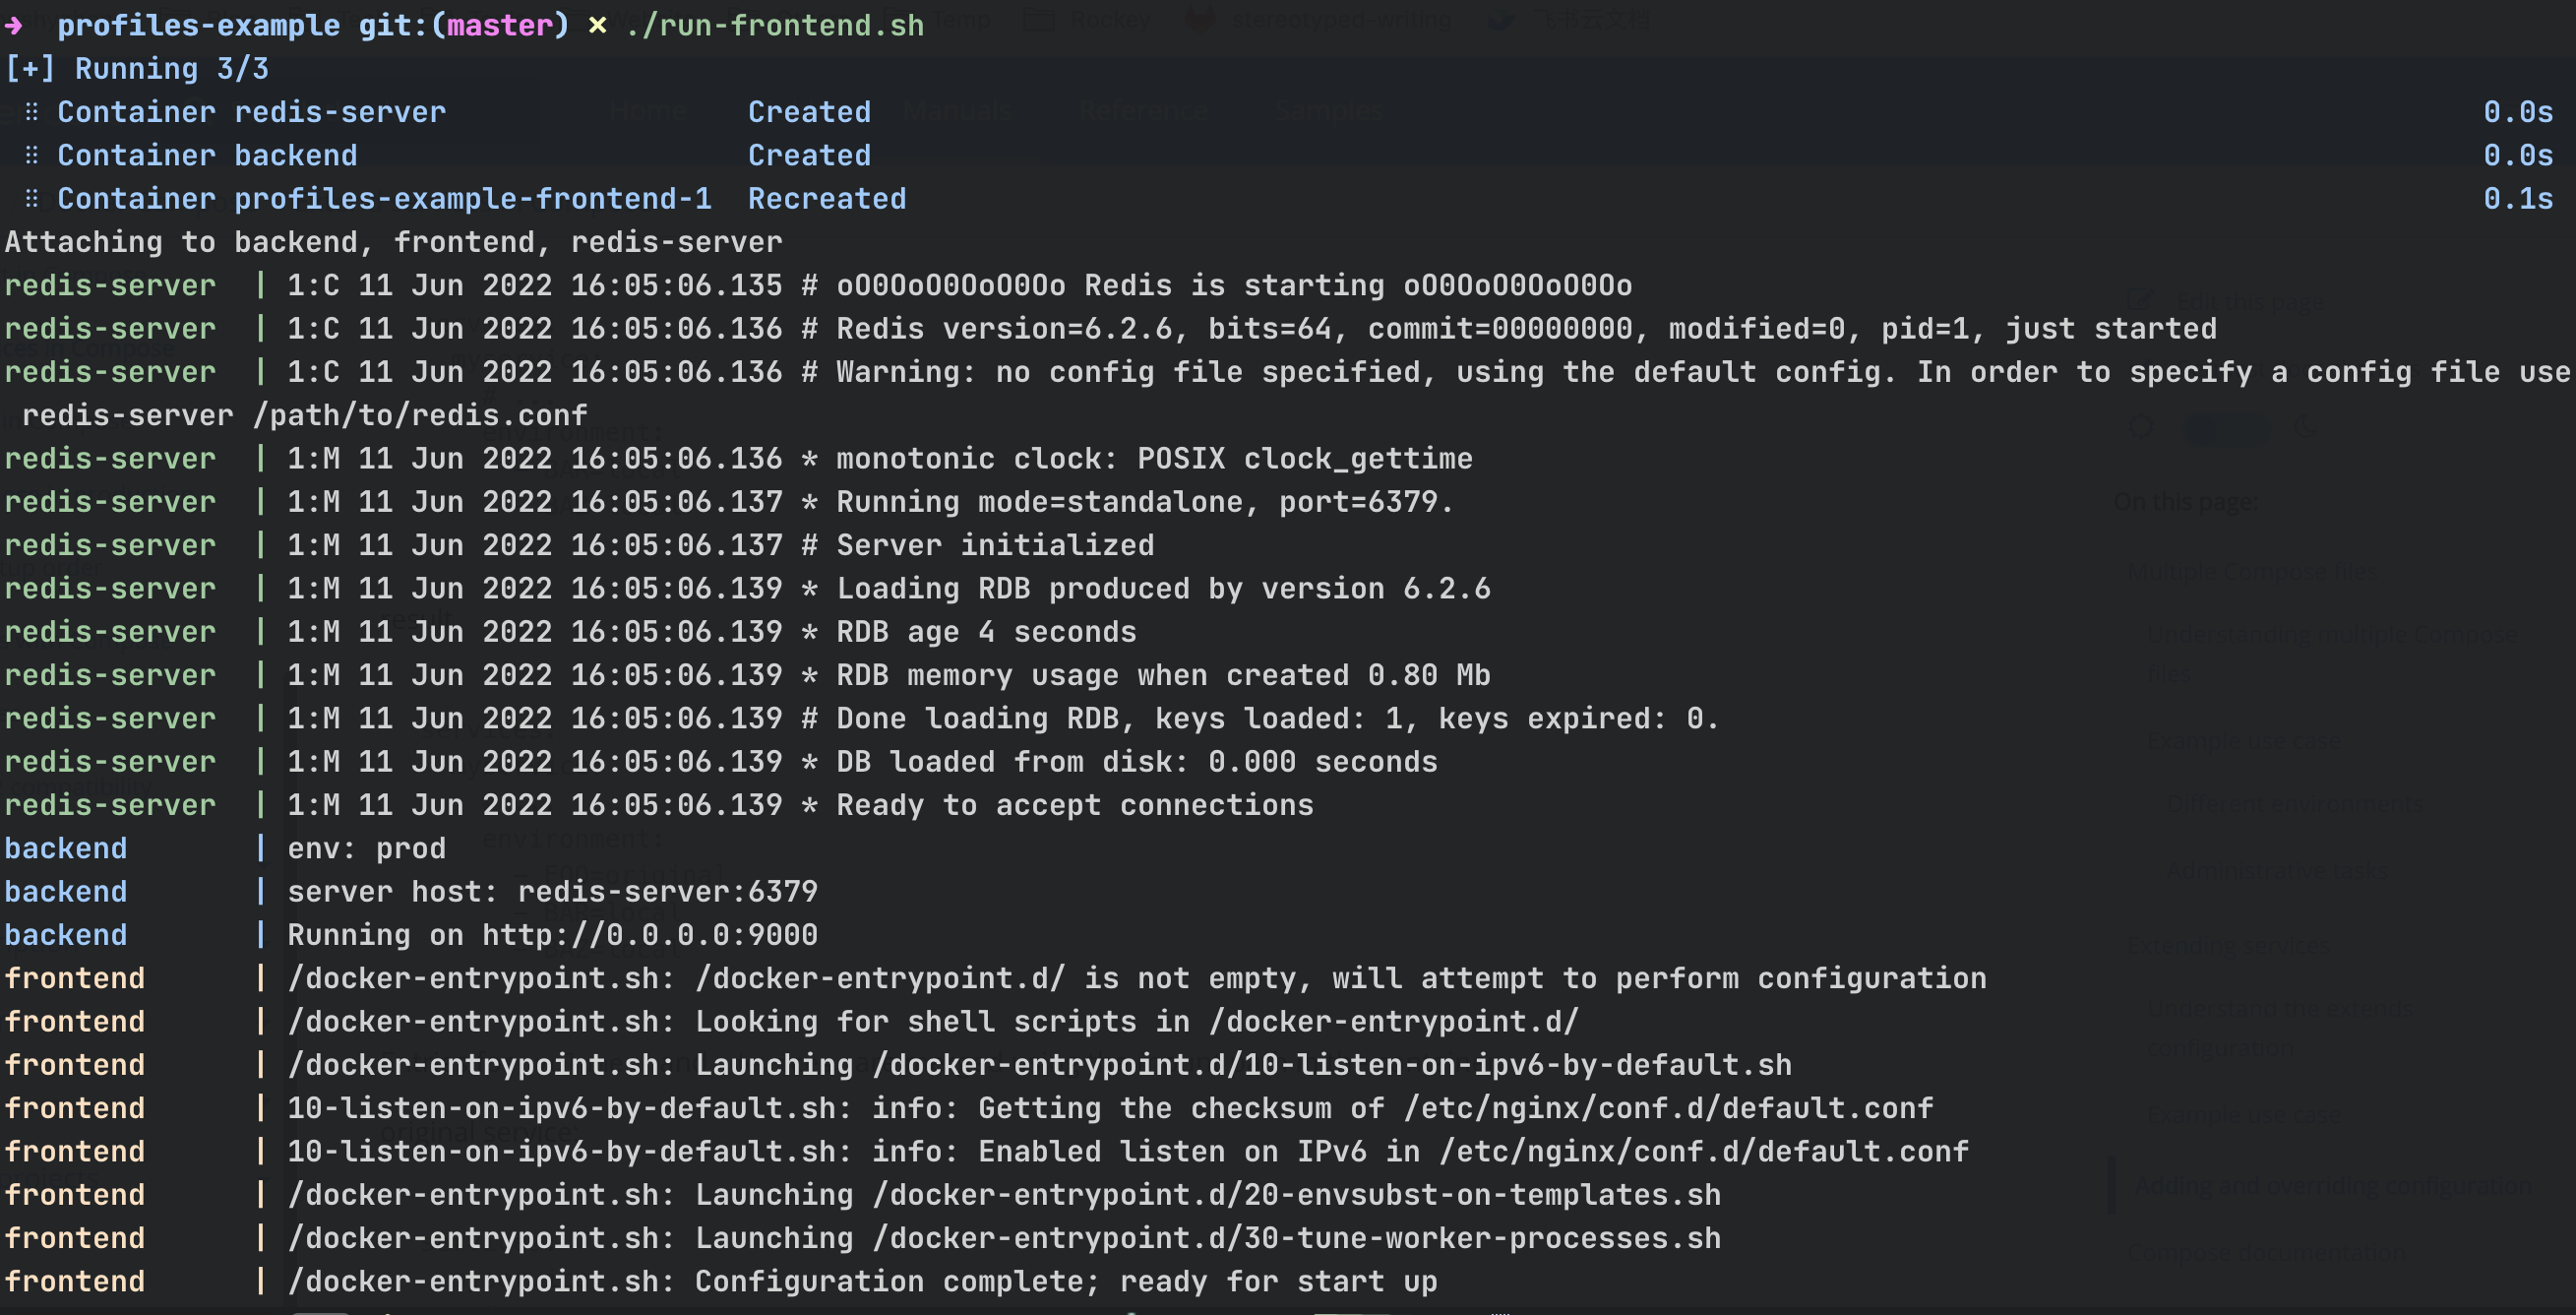 → profiles-example git:(master) × ./run-frontend.sh
[+] Running 3/3
⠿ Container redis-server Created 0.0s
⠿ Container backend Created 0.0s
⠿ Container profiles-example-frontend-1 Recreated 0.1s
Attaching to backend, frontend, redis-server
redis-server | 1:C 11 Jun 2022 16:05:06.135 # oO0OoO0OoO0Oo Redis is starting oO0OoO0OoO0Oo
redis-server | 1:C 11 Jun 2022 16:05:06.136 # Redis version=6.2.6, bits=64, commit=00000000, modified=0, pid=1, just started
redis-server | 1:C 11 Jun 2022 16:05:06.136 # Warning: no config file specified, using the default config. In order to specify a config file use
redis-server /path/to/redis.conf
redis-server | 1:M 11 Jun 2022 16:05:06.136 * monotonic clock: POSIX clock_gettime
redis-server | 1:M 11 Jun 2022 16:05:06.137 * Running mode=standalone, port=6379.
redis-server | 1:M 11 Jun 2022 16:05:06.137 # Server initialized
redis-server | 1:M 11 Jun 2022 16:05:06.139 * Loading RDB produced by version 6.2.6
redis-server | 1:M 11 Jun 2022 16:05:06.139 * RDB age 4 seconds
redis-server | 1:M 11 Jun 2022 16:05:06.139 * RDB memory usage when created 0.80 Mb
redis-server | 1:M 11 Jun 2022 16:05:06.139 # Done loading RDB, keys loaded: 1, keys expired: 0.
redis-server | 1:M 11 Jun 2022 16:05:06.139 * DB loaded from disk: 0.000 seconds
redis-server | 1:M 11 Jun 2022 16:05:06.139 * Ready to accept connections
backend | env: prod
backend | server host: redis-server:6379
backend | Running on http://0.0.0.0:9000
frontend | /docker-entrypoint.sh: /docker-entrypoint.d/ is not empty, will attempt to perform configuration
frontend | /docker-entrypoint.sh: Looking for shell scripts in /docker-entrypoint.d/
frontend | /docker-entrypoint.sh: Launching /docker-entrypoint.d/10-listen-on-ipv6-by-default.sh
frontend | 10-listen-on-ipv6-by-default.sh: info: Getting the checksum of /etc/nginx/conf.d/default.conf
frontend | 10-listen-on-ipv6-by-default.sh: info: Enabled listen on IPv6 in /etc/nginx/conf.d/default.conf
frontend | /docker-entrypoint.sh: Launching /docker-entrypoint.d/20-envsubst-on-templates.sh
frontend | /docker-entrypoint.sh: Launching /docker-entrypoint.d/30-tune-worker-processes.sh
frontend | /docker-entrypoint.sh: Configuration complete; ready for start up